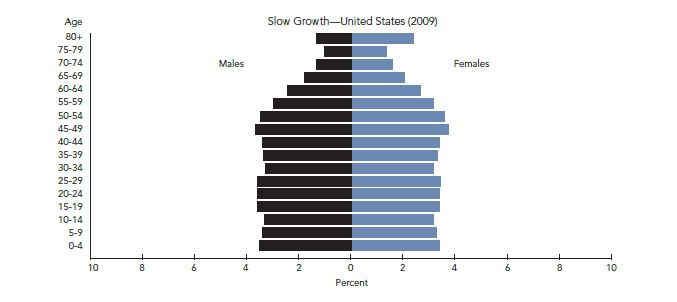 Age
Slow Growth—United States (2009)
80+
75-79
70-74
Males
Females
65-69
60-64
55-59
50-54
45-49
40-44
35-39
30-34
25-29
20-24
15-19
10-14
5-9
0-4
10 8 6 4 2 0 2 4 6 8 10
Percent